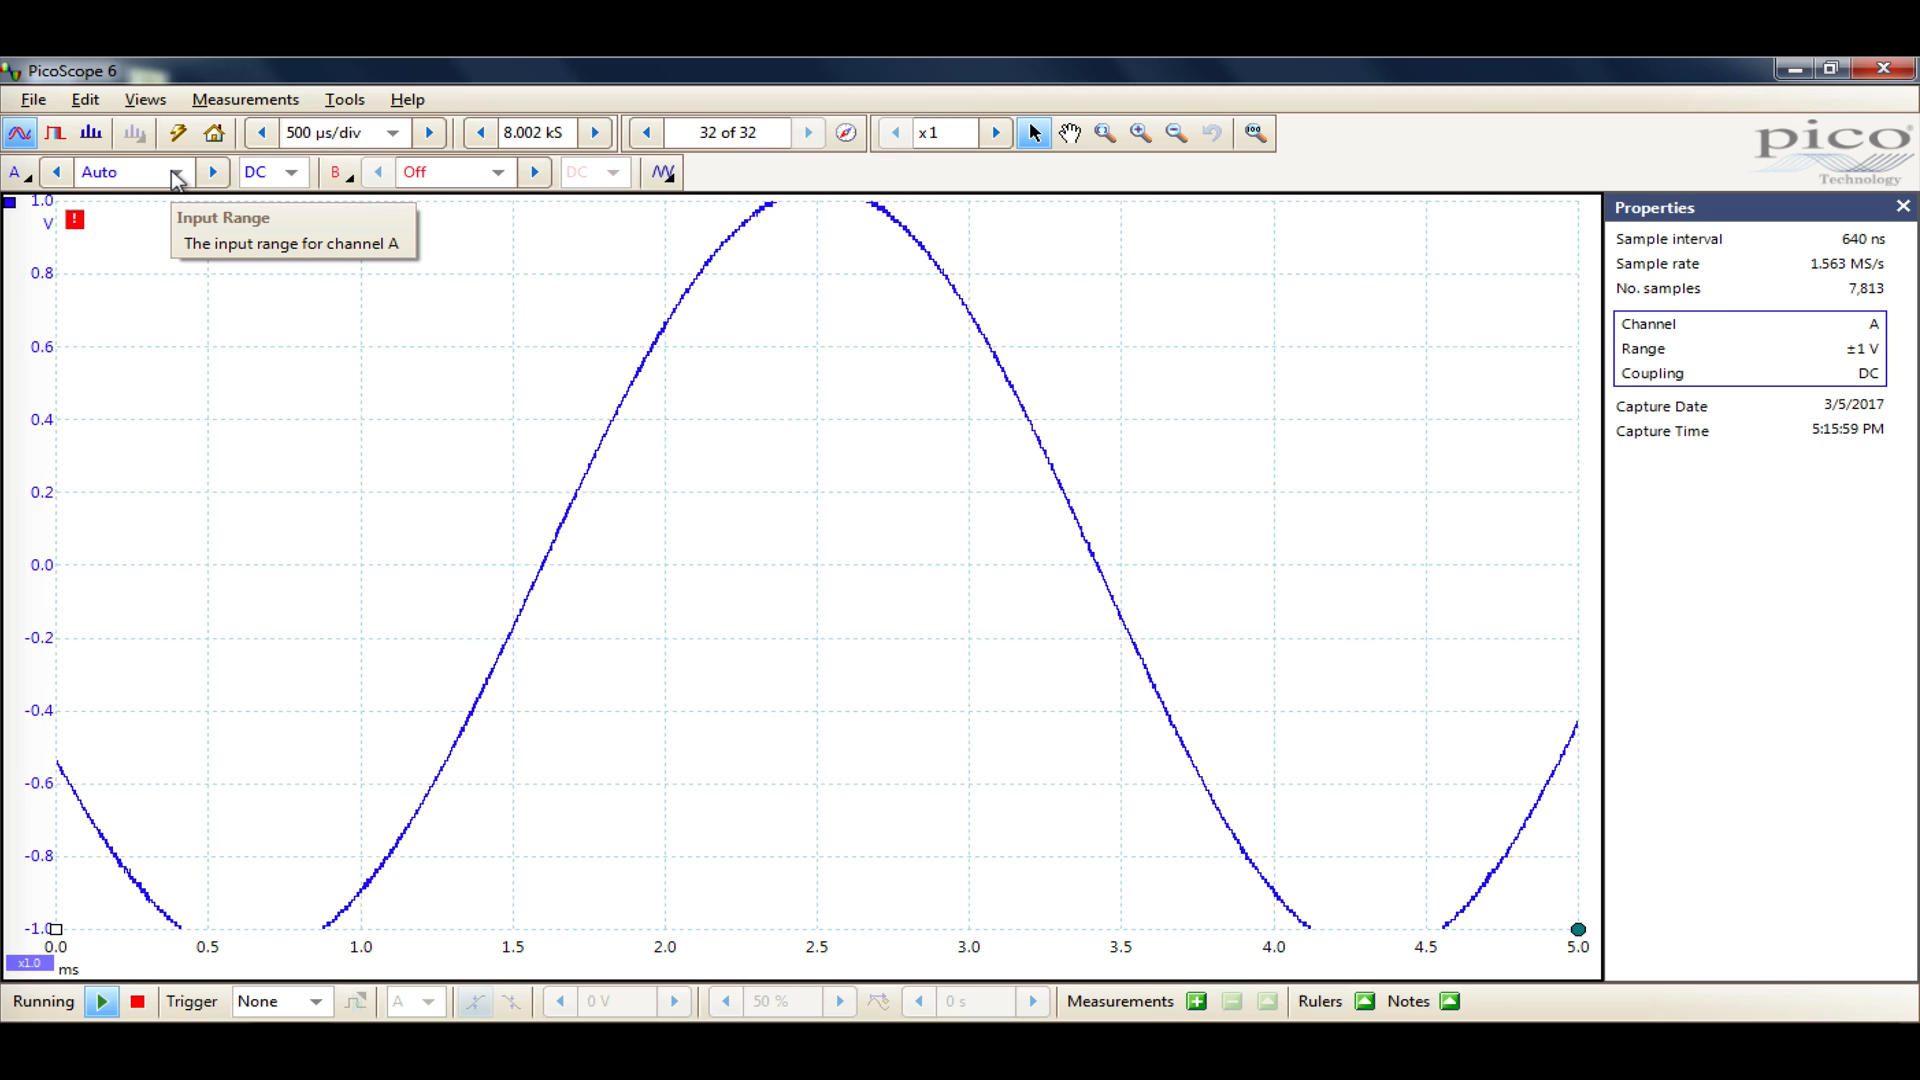 PicoScope 6
File Edit Views Measurements Tools Help
500 µs/div 8.002 kS 32 of 32 x1
pico
Technology
A Auto DC B Off DC
Input Range
The input range for channel A
1.0
V
!
0.8
0.6
0.4
0.2
0.0
-0.2
-0.4
-0.6
-0.8
-1.0
0.0 0.5 1.0 1.5 2.0 2.5 3.0 3.5 4.0 4.5 5.0
x1.0 ms
Properties
Sample interval 640 ns
Sample rate 1.563 MS/s
No. samples 7,813
Channel A
Range ±1 V
Coupling DC
Capture Date 3/5/2017
Capture Time 5:15:59 PM
Running Trigger None A 0 V 50 % 0 s Measurements Rulers Notes